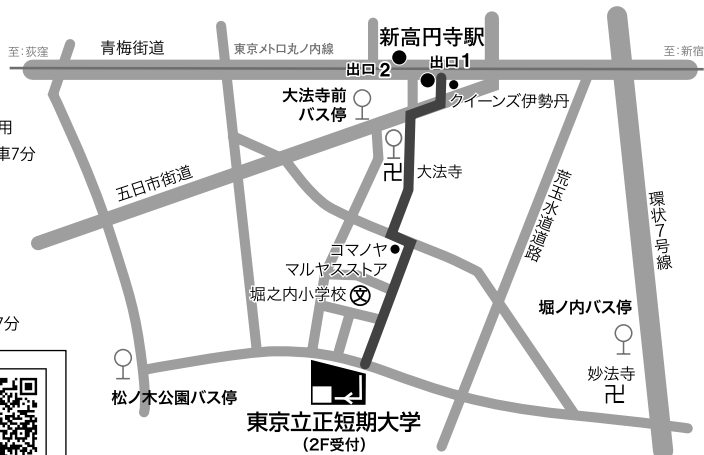 新高円寺駅
至:荻窪
青梅街道
東京メトロ丸ノ内線
至:新宿
出口2
出口1
クイーンズ伊勢丹
大法寺前
バス停
用
車7分
卍
大法寺
五日市街道
荒玉水道道路
環状7号線
コマノヤ
マルヤスストア
堀之内小学校
文
堀ノ内バス停
7分
妙法寺
卍
松ノ木公園バス停
東京立正短期大学
(2F受付)